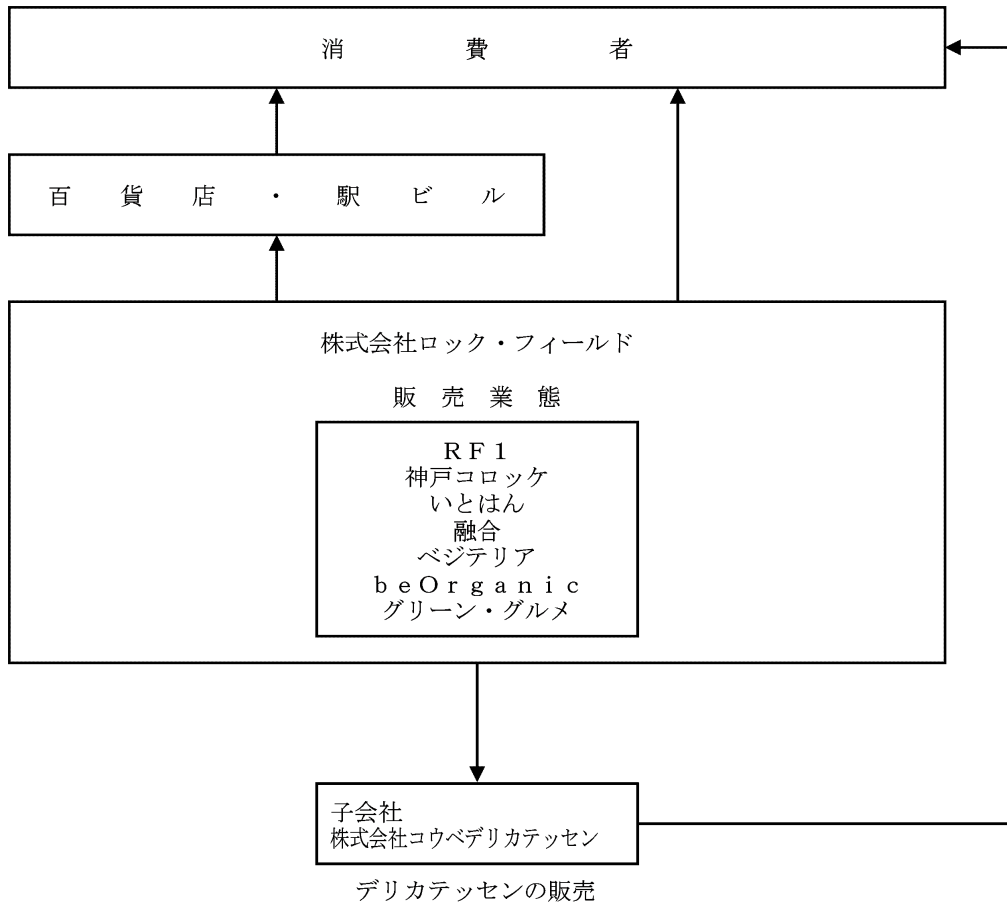 消費者
百貨店・駅ビル
株式会社ロック・フィールド
販売業態
ＲＦ１
神戸コロッケ
いとはん
融合
ベジテリア
ｂｅＯｒｇａｎｉｃ
グリーン・グルメ
子会社
株式会社コウベデリカテッセン
デリカテッセンの販売